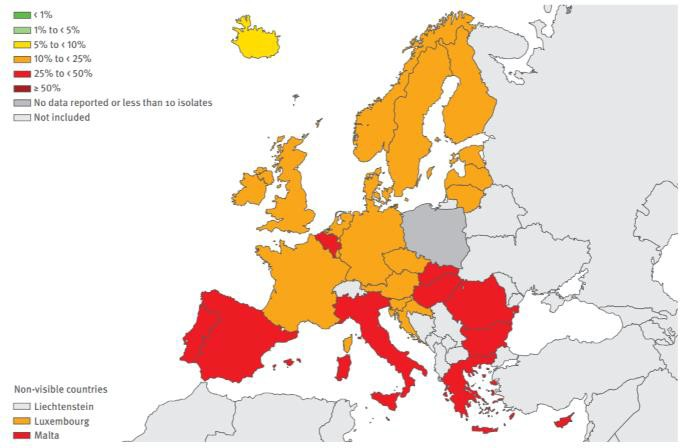 < 1%
1% to < 5%
5% to < 10%
10% to < 25%
25% to < 50%
≥ 50%
No data reported or less than 10 isolates
Not included
Non-visible countries
Liechtenstein
Luxembourg
Malta